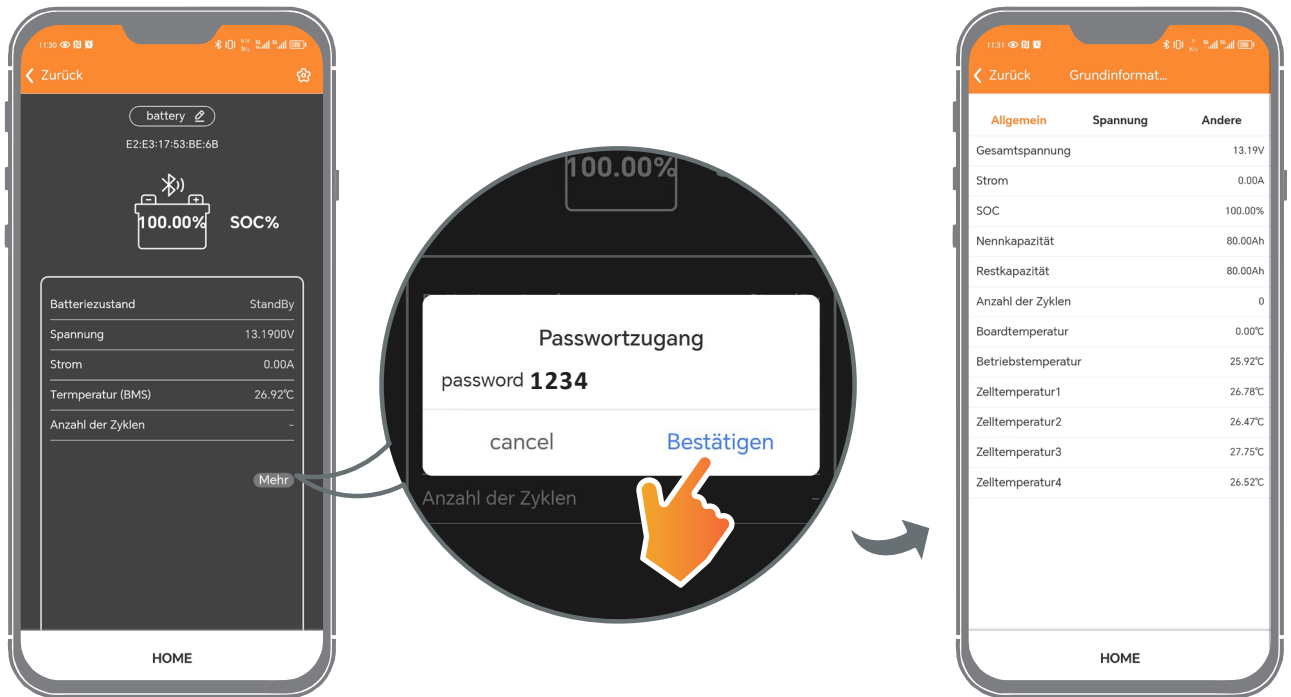 11:30
Zurück
battery
E2:E3:17:53:BE:6B
100.00% SOC%
Batteriezustand StandBy
Spannung 13.1900V
Strom 0.00A
Termperatur (BMS) 26.92℃
Anzahl der Zyklen -
Mehr
HOME
100.00%
Passwortzugang
password 1234
cancel Bestätigen
Anzahl der Zyklen -
11:31
Zurück Grundinformat...
Allgemein Spannung Andere
Gesamtspannung 13.19V
Strom 0.00A
SOC 100.00%
Nennkapazität 80.00Ah
Restkapazität 80.00Ah
Anzahl der Zyklen 0
Boardtemperatur 0.00℃
Betriebstemperatur 25.92℃
Zelltemperatur1 26.78℃
Zelltemperatur2 26.47℃
Zelltemperatur3 27.75℃
Zelltemperatur4 26.52℃
HOME